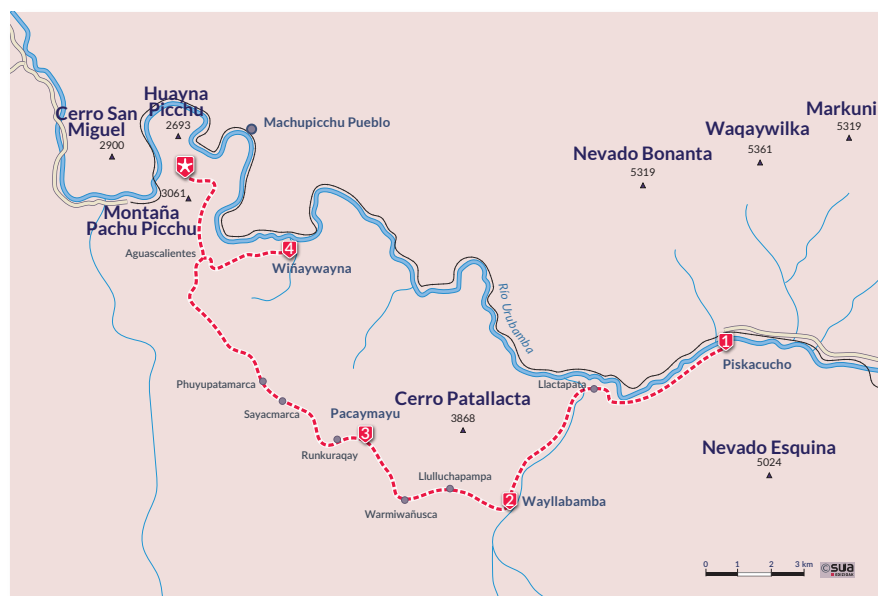 Huayna
Picchu
2693
Cerro San
Miguel
2900
Machupicchu Pueblo
Markuni
5319
Waqaywilka
5361
Nevado Bonanta
5319
3061
Montaña
Pachu Picchu
Aguascalientes
4
Wiñaywayna
Río Urubamba
1
Piskacucho
Phuyupatamarca
Sayacmarca
Llactapata
Cerro Patallacta
3868
Pacaymayu
3
Runkuraqay
Nevado Esquina
5024
Llulluchapampa
Warmiwañusca
2
Wayllabamba
0 1 2 3 km
©SUA
EDIZIOAK